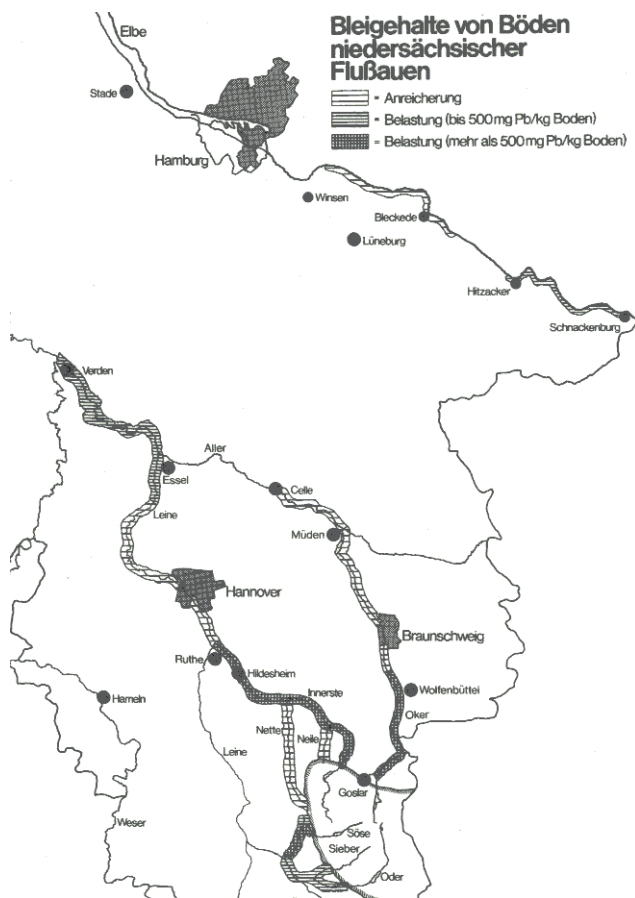 Bleigehalte von Böden
niedersächsischer
Flußauen
= Anreicherung
= Belastung (bis 500 mg Pb/kg Boden)
= Belastung (mehr als 500 mg Pb/kg Boden)
Elbe
Stade
Hamburg
Winsen
Bleckede
Lüneburg
Hitzacker
Schnackenburg
Verden
Aller
Essel
Celle
Leine
Müden
Hannover
Braunschweig
Ruthe
Hildesheim
Wolfenbüttel
Hameln
Innerste
Oker
Nette
Neile
Leine
Goslar
Weser
Söse
Sieber
Oder